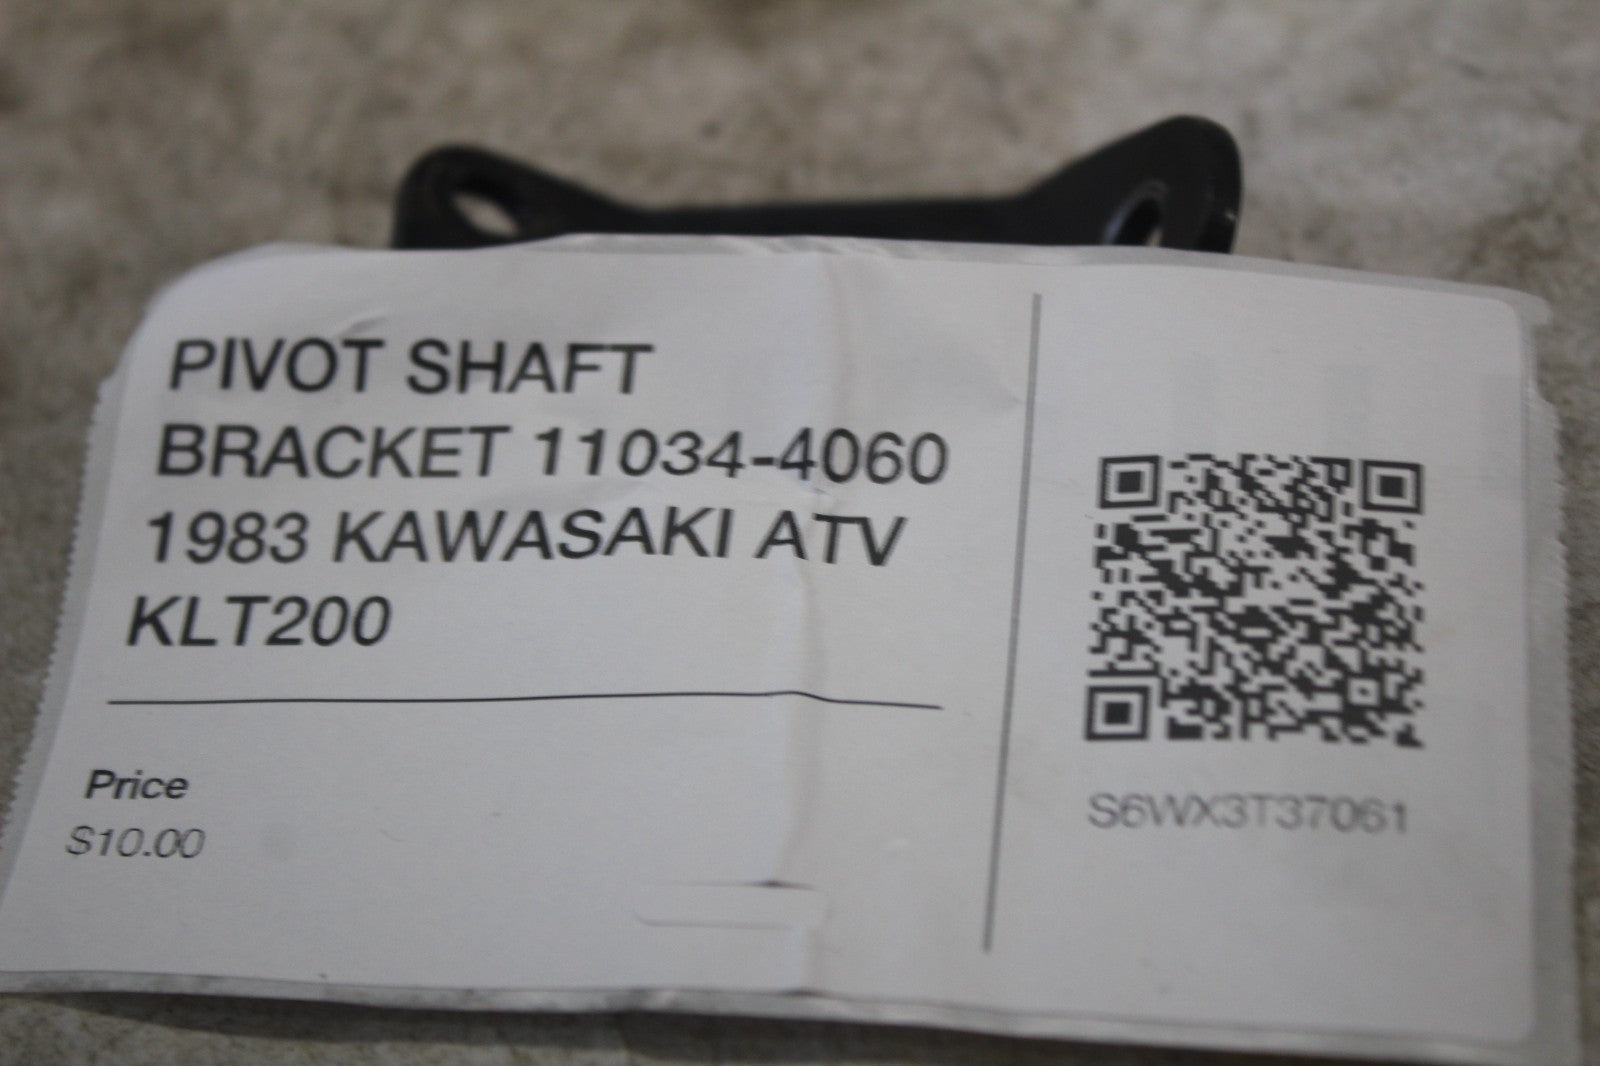 PIVOT SHAFT
BRACKET 11034-4060
1983 KAWASAKI ATV
KLT200
Price
$10.00
S6WX3T37061